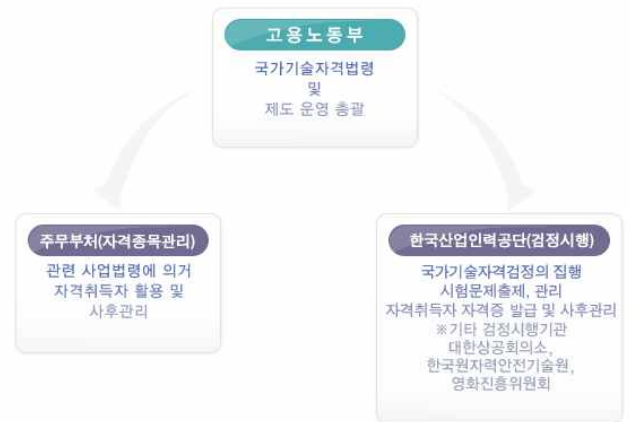 고용노동부
국가기술자격법령
및
제도 운영 총괄
주무부처(자격종목관리)
관련 사업법령에 의거
자격취득자 활용 및
사후관리
한국산업인력공단(검정시행)
국가기술자격검정의 집행
시험문제출제, 관리
자격취득자 자격증 발급 및 사후관리
※기타 검정시행기관
대한상공회의소,
한국원자력안전기술원,
영화진흥위원회